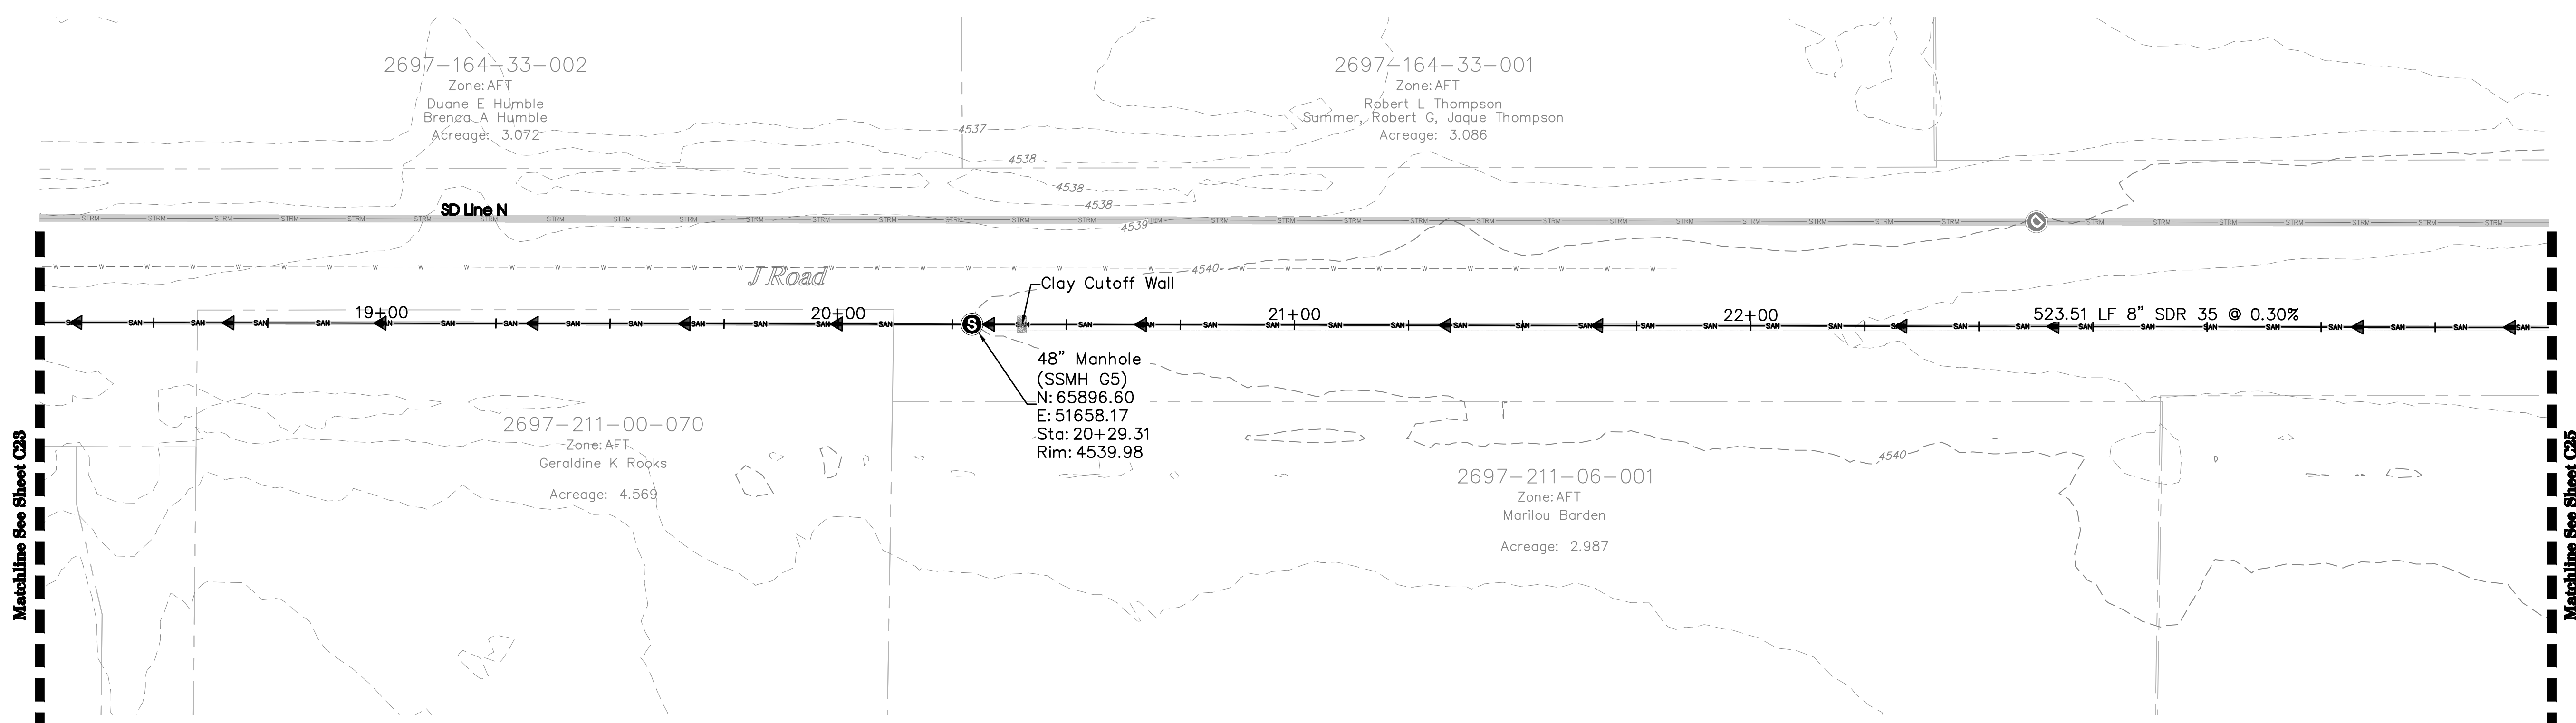 2697-164-33-002
Zone: AFT
Duane E Humble
Brenda A Humble
Acreage: 3.072
2697-164-33-001
Zone: AFT
Robert L Thompson
Summer, Robert G, Jaque Thompson
Acreage: 3.086
4537
4538
4538
4538
4539
4540
SD Line N
STRM
D
W
J Road
Clay Cutoff Wall
19+00
20+00
21+00
22+00
523.51 LF 8" SDR 35 @ 0.30%
SAN
S
48" Manhole
(SSMH G5)
N: 65896.60
E: 51658.17
Sta: 20+29.31
Rim: 4539.98
2697-211-00-070
Zone: AFT
Geraldine K Rooks
Acreage: 4.569
2697-211-06-001
Zone: AFT
Marilou Barden
Acreage: 2.987
4540
Matchline See Sheet C23
Matchline See Sheet C25